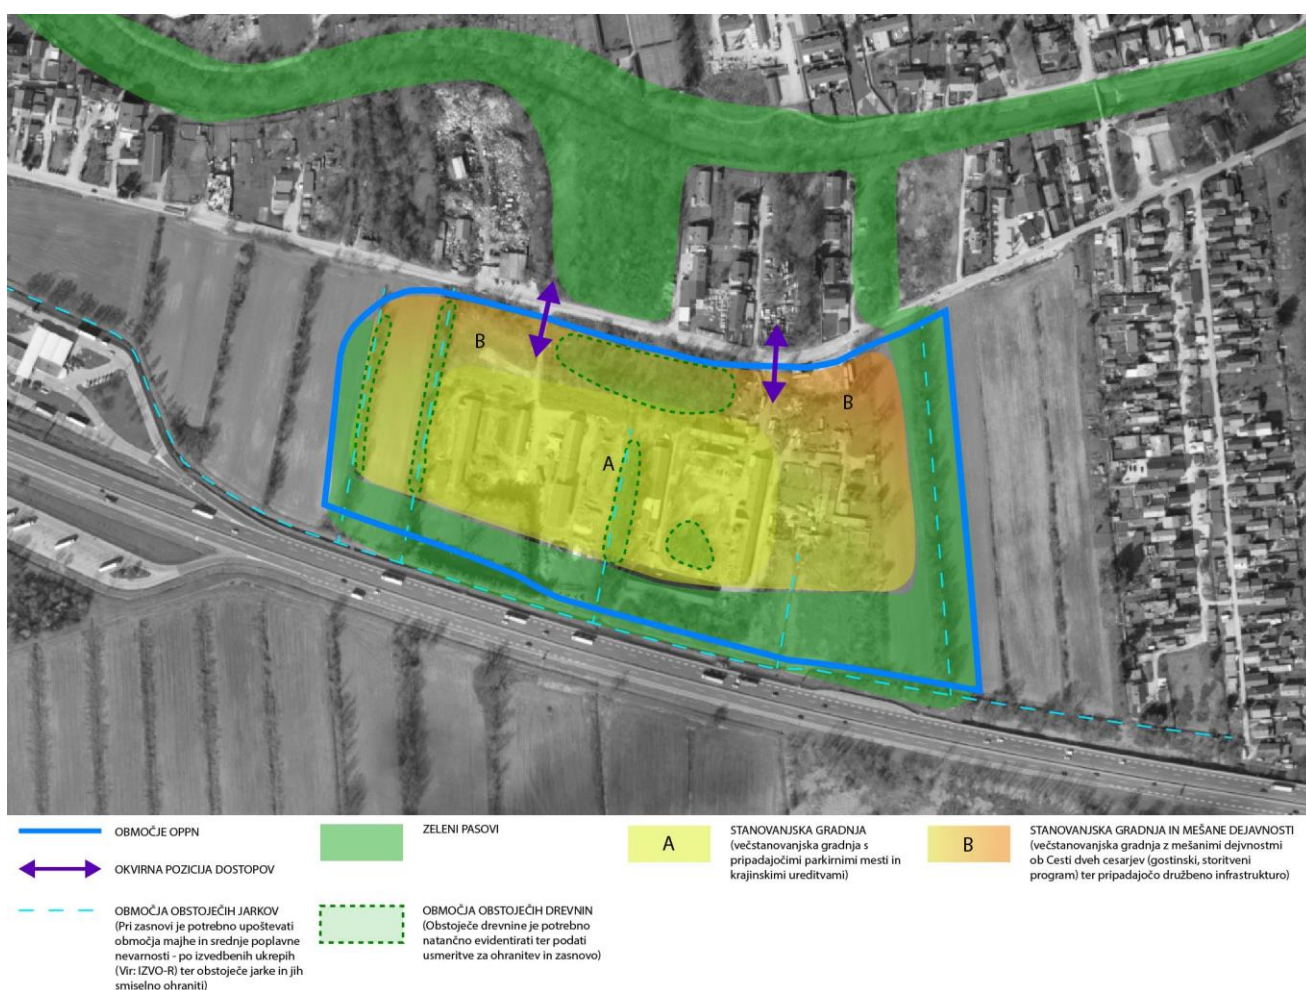 B
B
A
OBMOČJE OPPN
OKVIRNA POZICIJA DOSTOPOV
OBMOČJA OBSTOJEČIH JARKOV
(Pri zasnovi je potrebno upoštevati
območja majhe in srednje poplavne
nevarnosti - po izvedbenih ukrepih
(Vir: IZVO-R) ter obstoječe jarke in jih
smiselno ohraniti)
ZELENI PASOVI
OBMOČJA OBSTOJEČIH DREVNIN
(Obstoječe drevnine je potrebno
natančno evidentirati ter podati
usmeritve za ohranitev in zasnovo)
A
STANOVANJSKA GRADNJA
(večstanovanjska gradnja s
pripadajočimi parkirnimi mesti in
krajinskimi ureditvami)
B
STANOVANJSKA GRADNJA IN MEŠANE DEJAVNOSTI
(večstanovanjska gradnja z mešanimi dejvnostmi
ob Cesti dveh cesarjev (gostinski, storitveni
program) ter pripadajočo družbeno infrastrukturo)